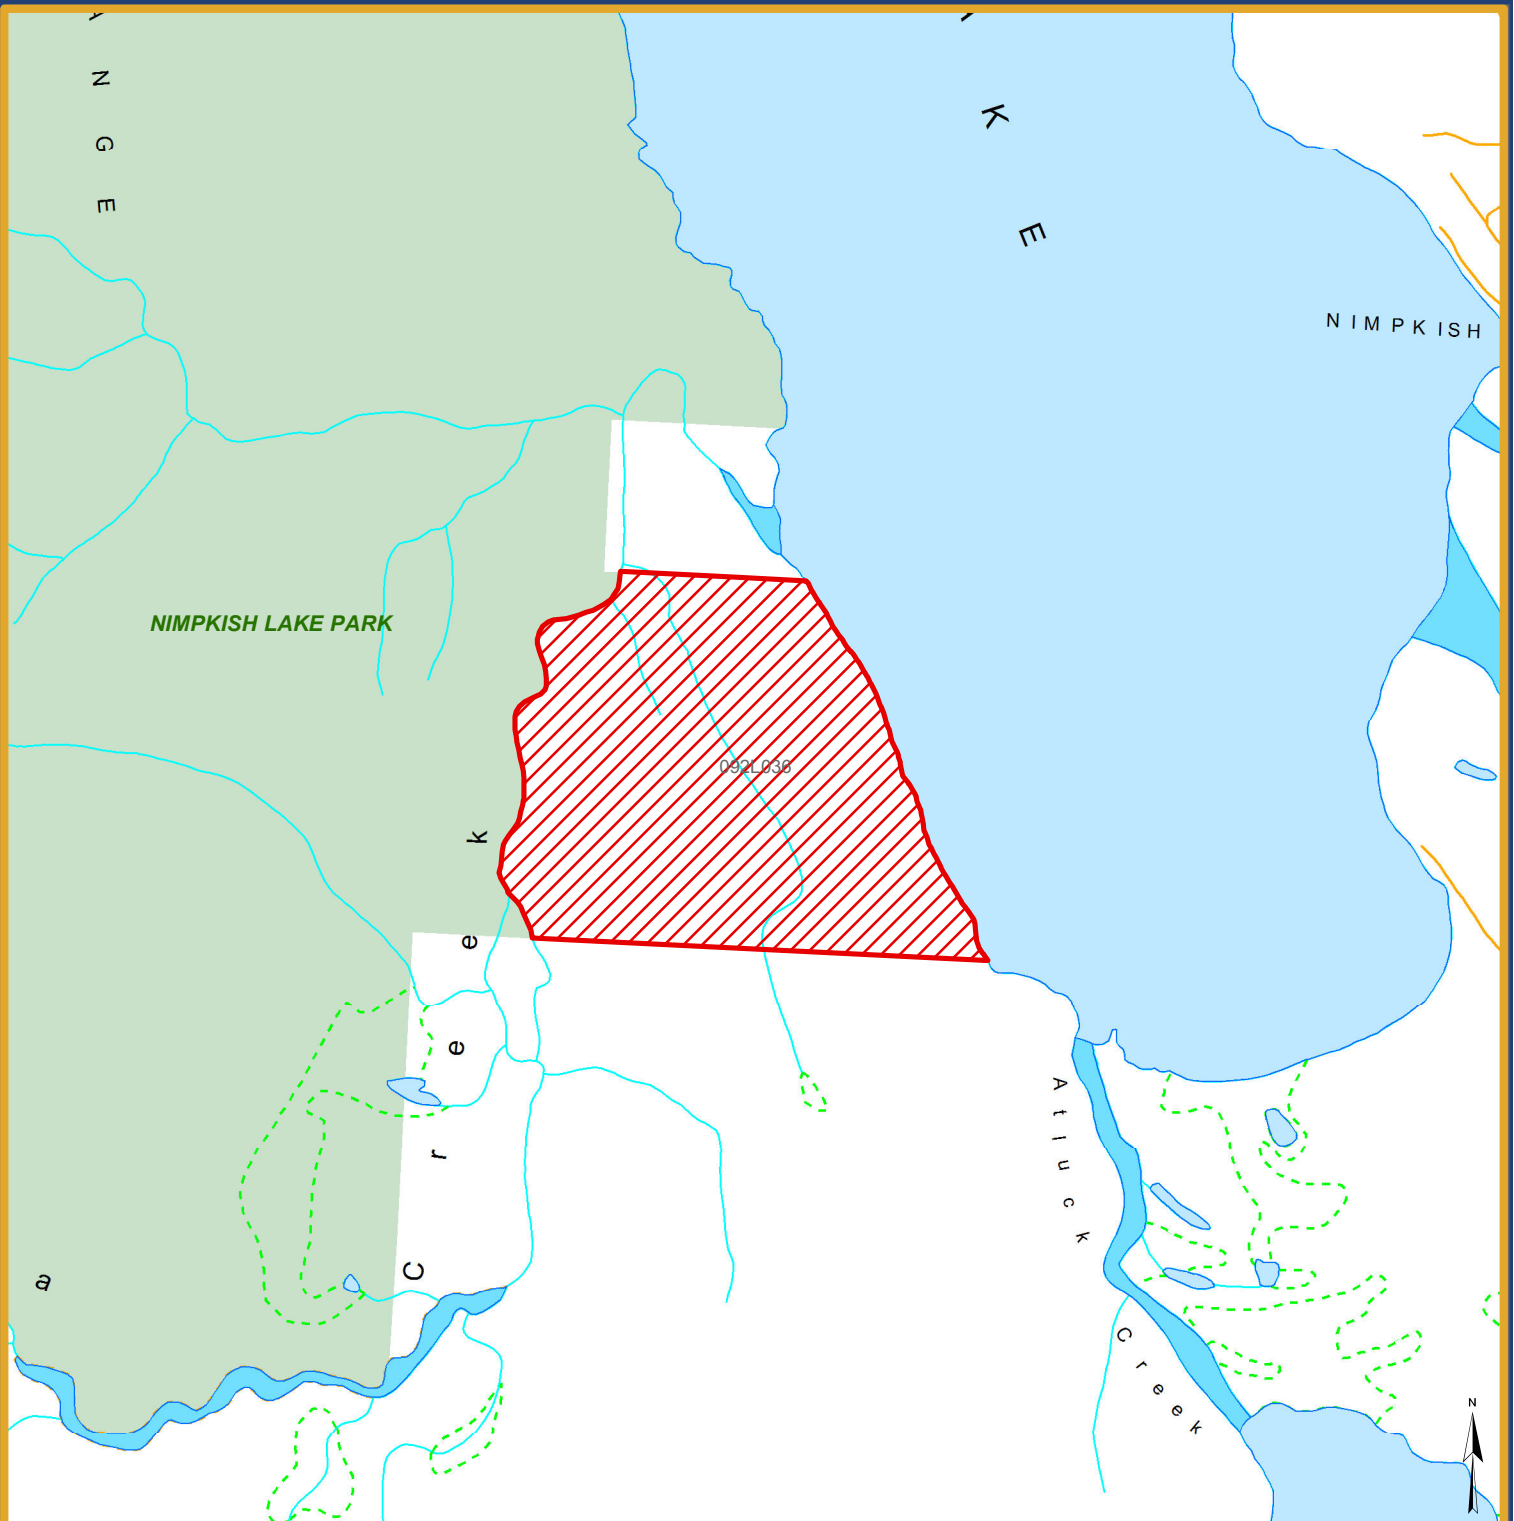 A N G E
K E
NIMPKISH
NIMPKISH LAKE PARK
092L036
a
C r e e k
Atluck
Creek
N